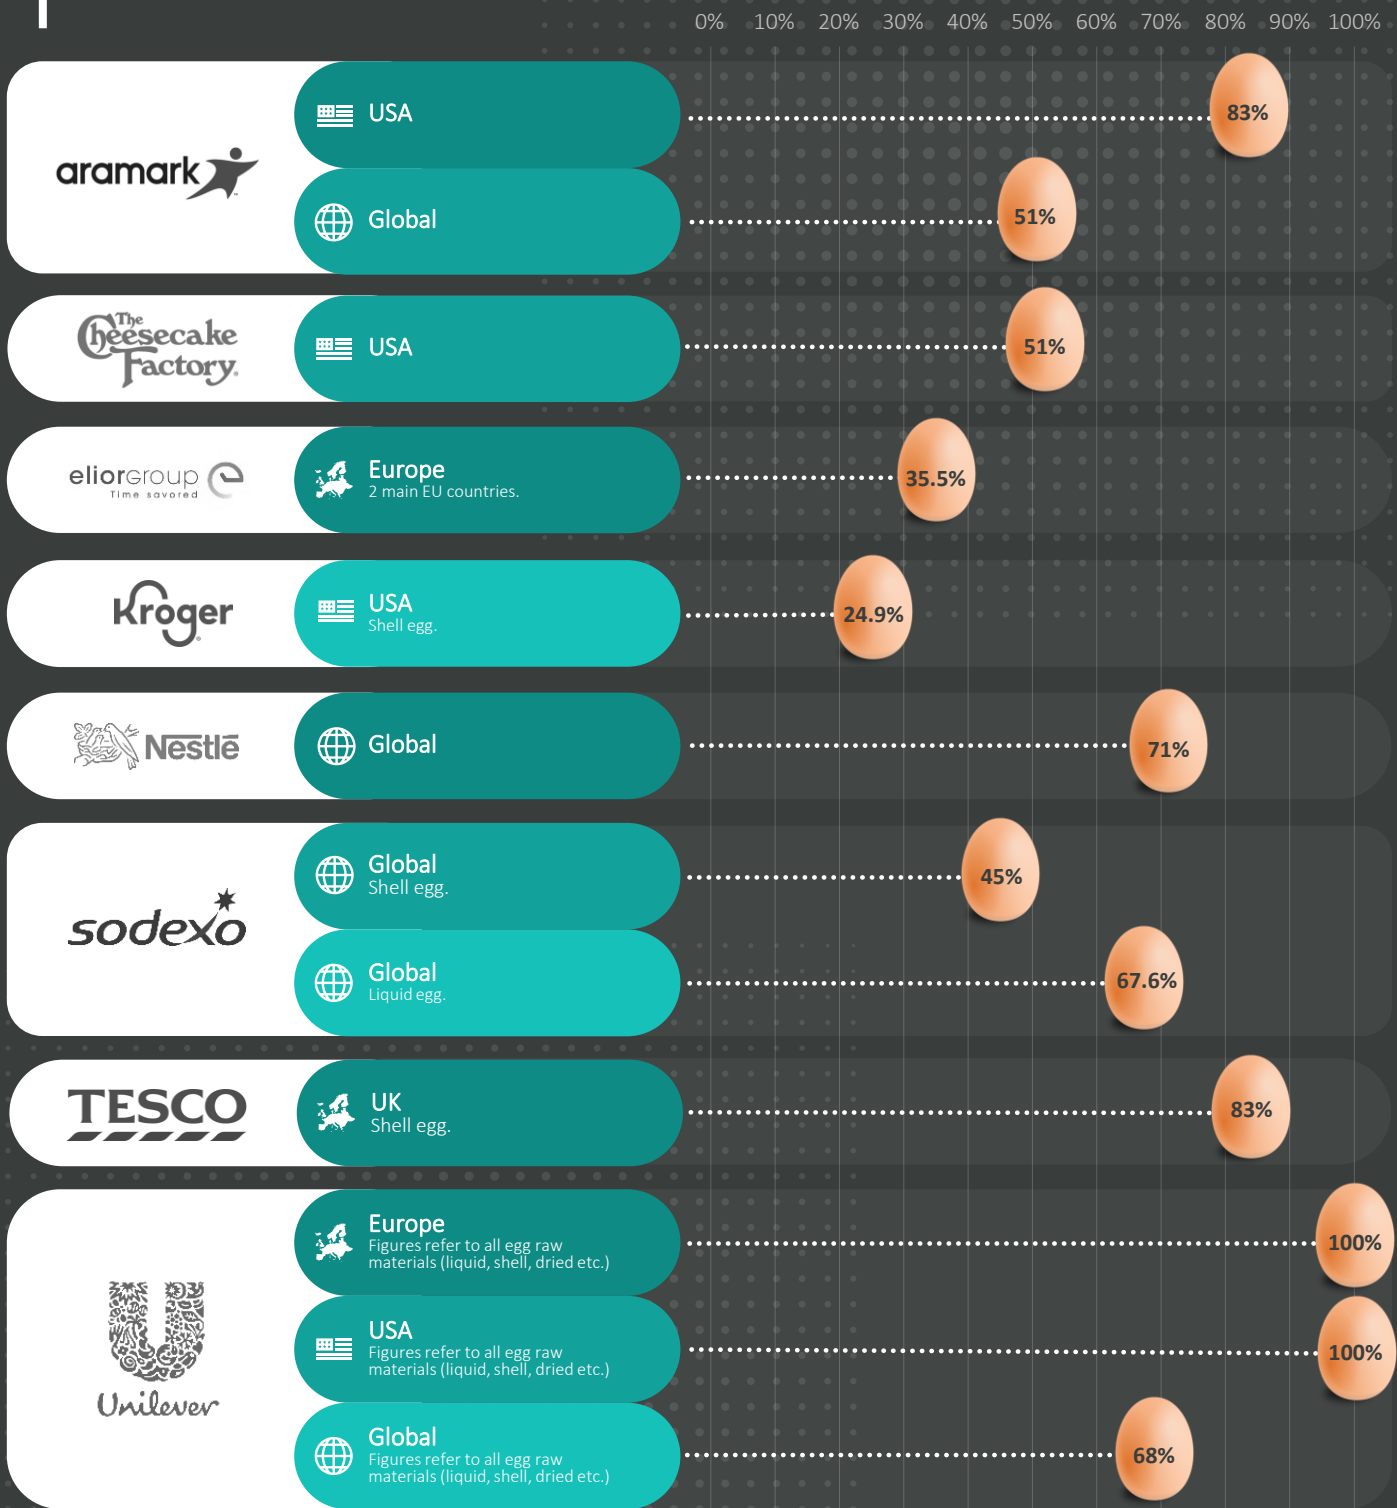 0% 10% 20% 30% 40% 50% 60% 70% 80% 90% 100%
aramark
USA
83%
Global
51%
The
Cheesecake
Factory
USA
51%
eliorgroup
Time savored
Europe
2 main EU countries.
35.5%
Kroger
USA
Shell egg.
24.9%
Nestlé
Global
71%
sodexo
Global
Shell egg.
45%
Global
Liquid egg.
67.6%
TESCO
UK
Shell egg.
83%
Unilever
Europe
Figures refer to all egg raw
materials (liquid, shell, dried etc.)
100%
USA
Figures refer to all egg raw
materials (liquid, shell, dried etc.)
100%
Global
Figures refer to all egg raw
materials (liquid, shell, dried etc.)
68%